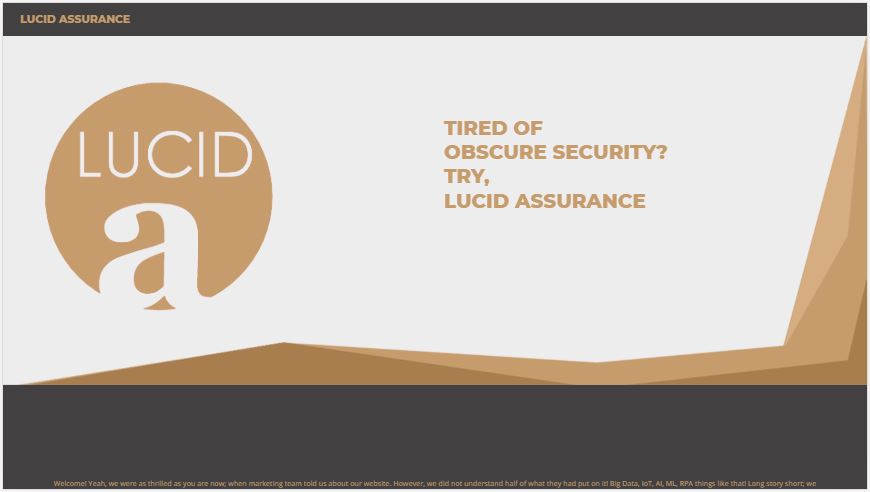 LUCID ASSURANCE
LUCID
a
TIRED OF
OBSCURE SECURITY?
TRY,
LUCID ASSURANCE
Welcome! Yeah, we were as thrilled as you are now; when marketing team told us about our website. However, we did not understand half of what they had put on it! Big Data, IoT, AI, ML, RPA things like that! Long story short; we